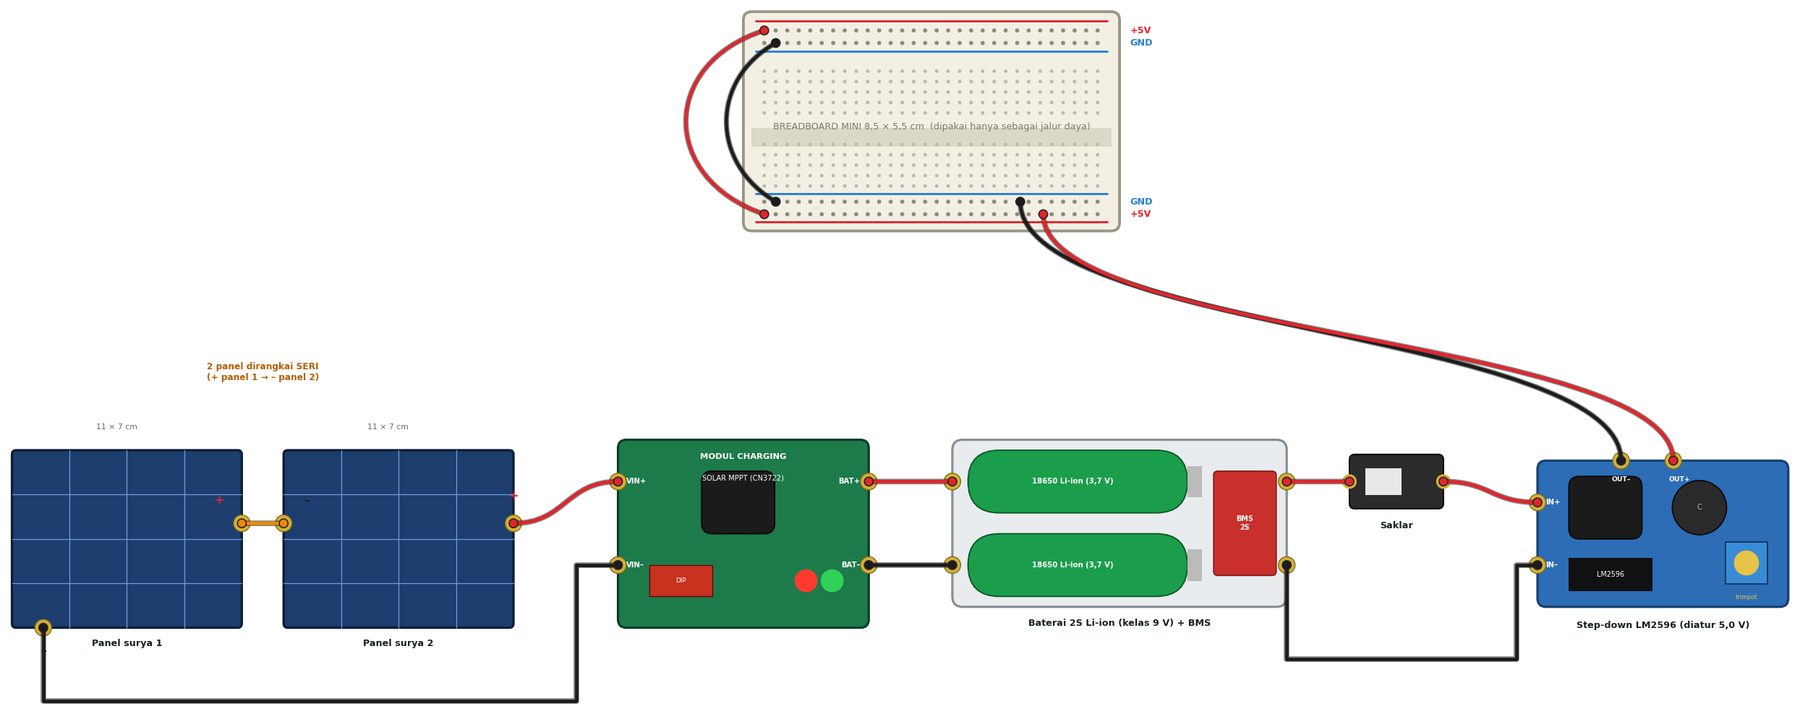 +5V
GND
BREADBOARD MINI 8,5 × 5,5 cm (dipakai hanya sebagai jalur daya)
GND
+5V
2 panel dirangkai SERI
(+ panel 1 → – panel 2)
11 × 7 cm
11 × 7 cm
+
–
+
Panel surya 1
Panel surya 2
MODUL CHARGING
SOLAR MPPT (CN3722)
VIN+
BAT+
VIN–
BAT–
DIP
18650 Li-ion (3,7 V)
18650 Li-ion (3,7 V)
BMS
2S
Baterai 2S Li-ion (kelas 9 V) + BMS
Saklar
OUT–
OUT+
IN+
C
IN–
LM2596
trimpot
Step-down LM2596 (diatur 5,0 V)